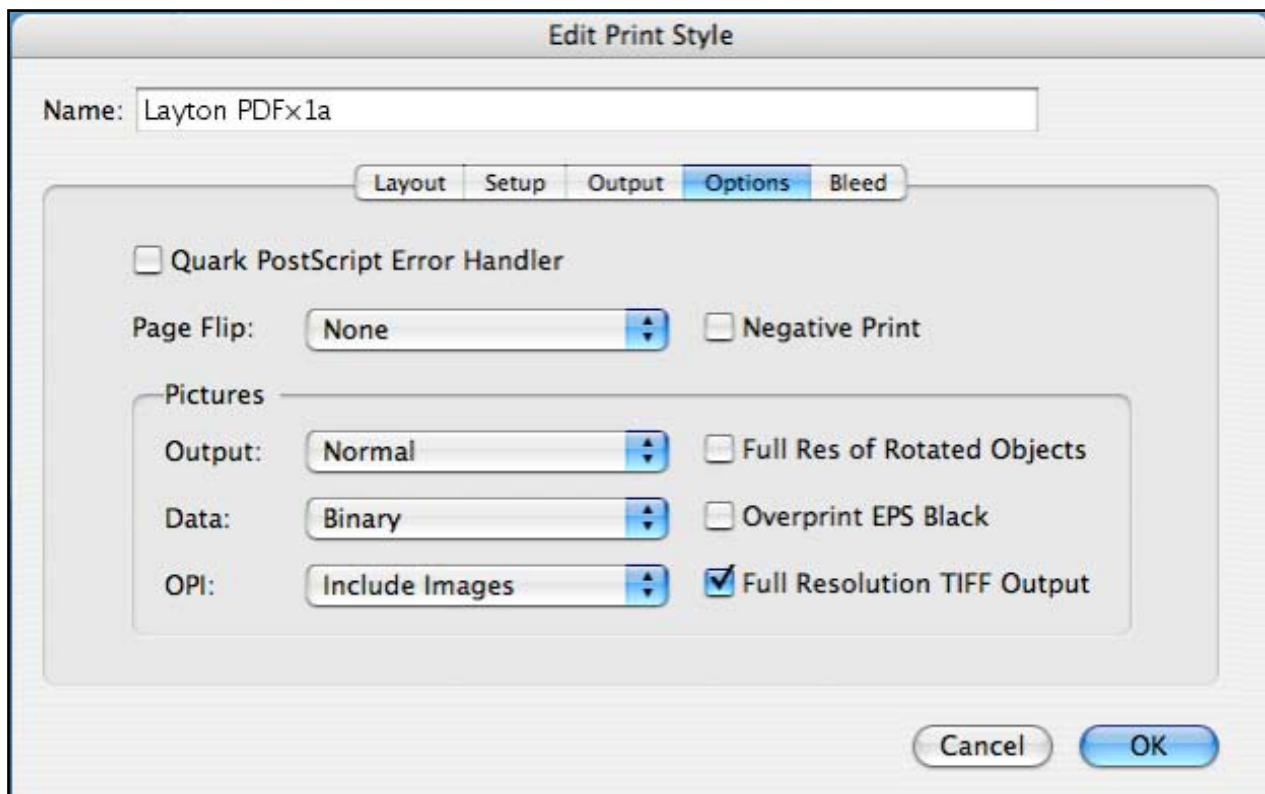 Edit Print Style
Name: Layton PDFx1a
Layout Setup Output Options Bleed
Quark PostScript Error Handler
Page Flip: None Negative Print
Pictures
Output: Normal Full Res of Rotated Objects
Data: Binary Overprint EPS Black
OPI: Include Images Full Resolution TIFF Output
Cancel OK